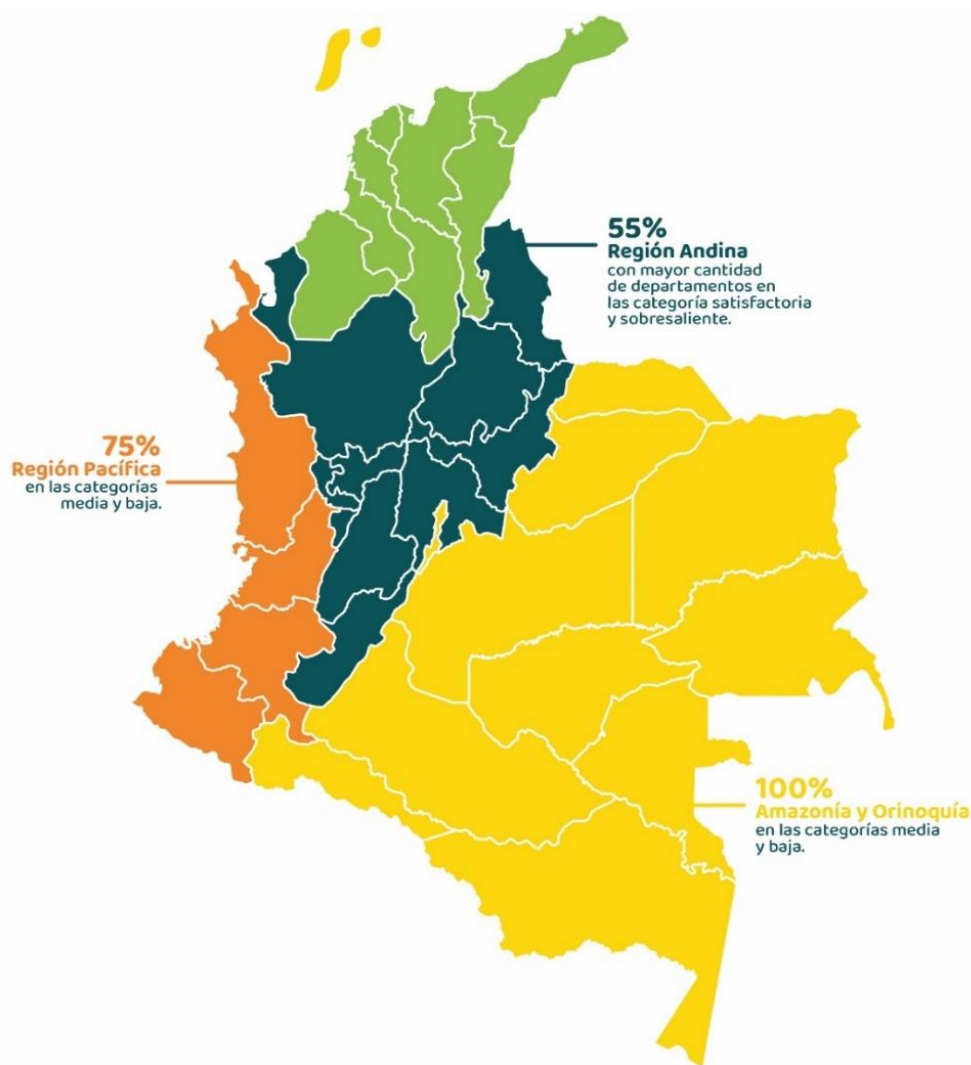 55%
Región Andina
con mayor cantidad
de departamentos en
las categoría satisfactoria
y sobresaliente.
75%
Región Pacífica
en las categorías
media y baja.
100%
Amazonía y Orinoquía
en las categorías media
y baja.